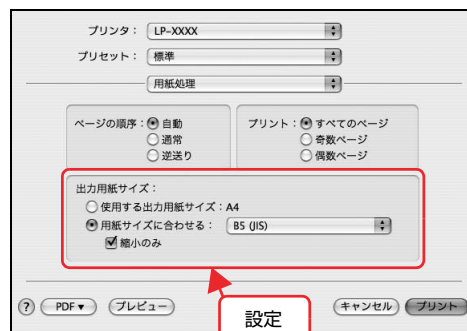 プリンタ： LP-XXXX
プリセット： 標準
用紙処理
ページの順序： 自動
通常
逆送り
プリント： すべてのページ
奇数ページ
偶数ページ
出力用紙サイズ：
使用する出力用紙サイズ：A4
用紙サイズに合わせる： B5 (JIS)
縮小のみ
? PDF▼ プレビュー キャンセル プリント
設定